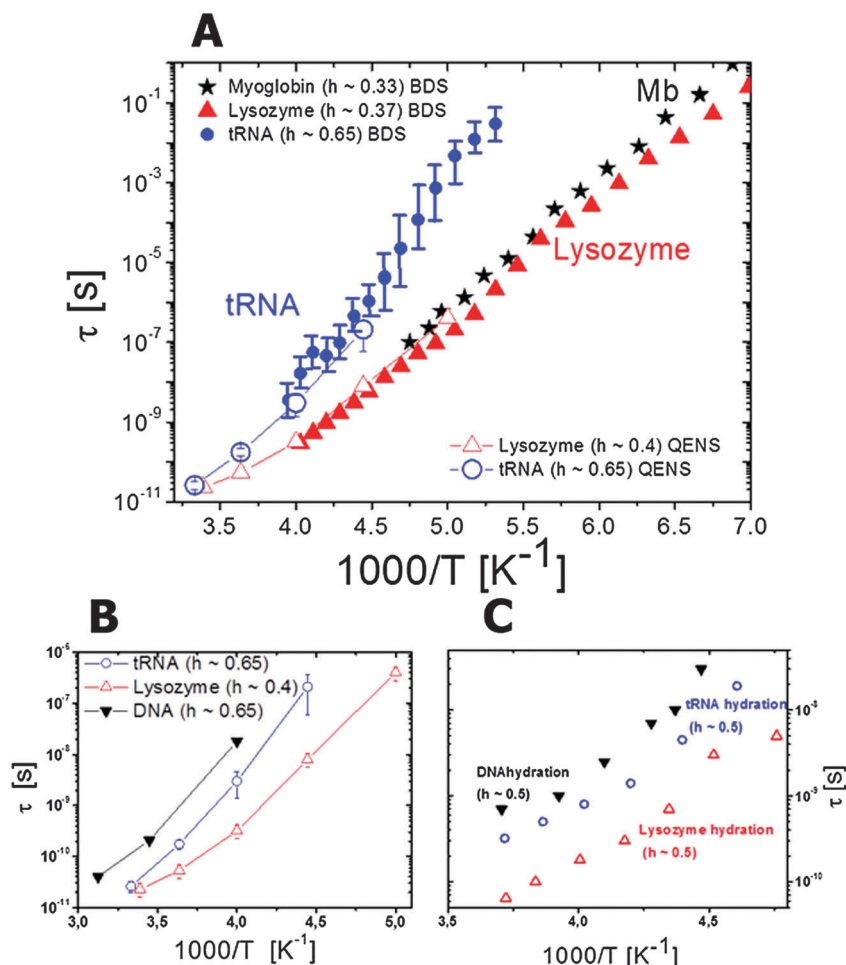 A
Myoglobin (h ~ 0.33) BDS
Lysozyme (h ~ 0.37) BDS
tRNA (h ~ 0.65) BDS
Mb
Lysozyme
tRNA
Lysozyme (h ~ 0.4) QENS
tRNA (h ~ 0.65) QENS
10-1
10-3
10-5
10-7
10-9
10-11
τ [s]
3.5 4.0 4.5 5.0 5.5 6.0 6.5 7.0
1000/T [K-1]
B
tRNA (h ~ 0.65)
Lysozyme (h ~ 0.4)
DNA (h ~ 0.65)
10-6
10-7
10-8
10-9
10-10
10-11
τ [s]
3,0 3,5 4,0 4,5 5,0
1000/T [K-1]
C
tRNA hydration
(h ~ 0.5)
DNAhydration
(h ~ 0.5)
Lysozyme hydration
(h ~ 0.5)
10-8
10-9
10-10
τ [s]
3,5 4,0 4,5
1000/T [K-1]